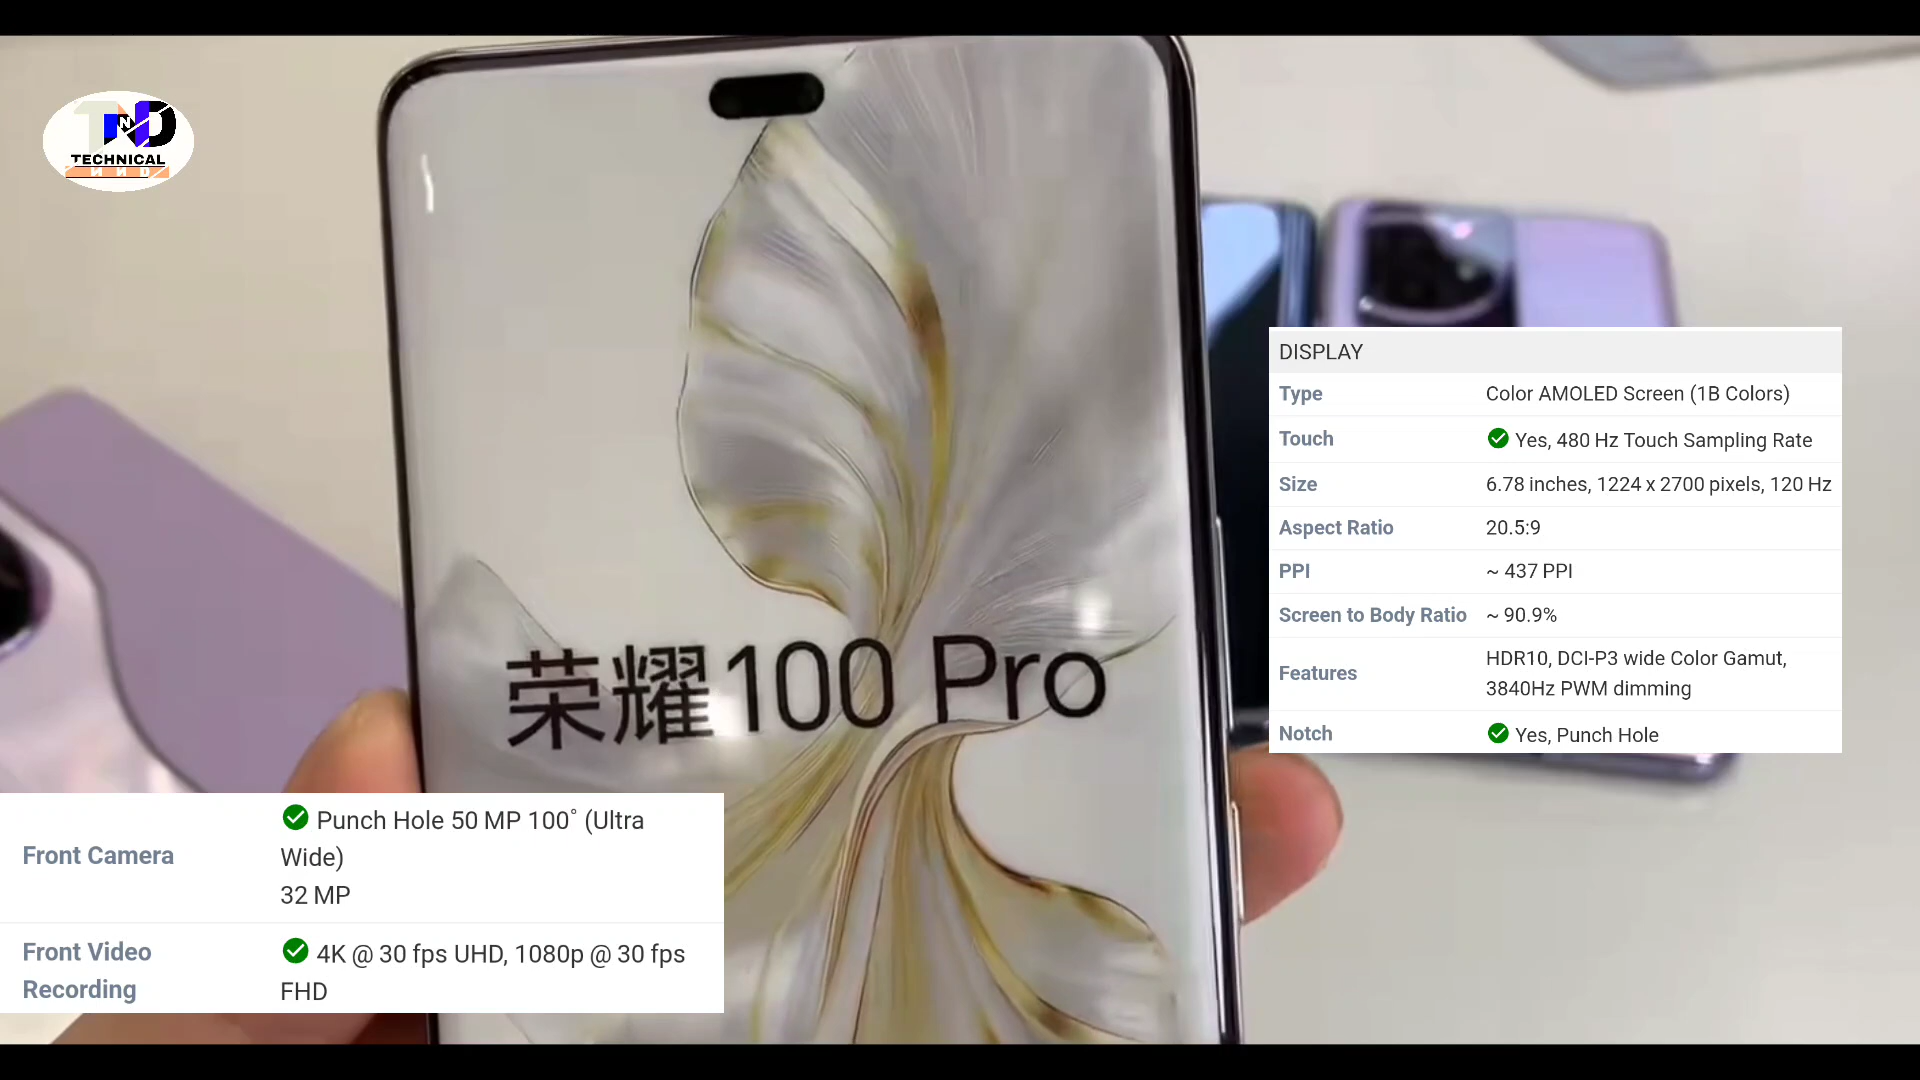 TND
TECHNICAL
NND
荣耀100 Pro
DISPLAY
Type Color AMOLED Screen (1B Colors)
Touch Yes, 480 Hz Touch Sampling Rate
Size 6.78 inches, 1224 x 2700 pixels, 120 Hz
Aspect Ratio 20.5:9
PPI ~ 437 PPI
Screen to Body Ratio ~ 90.9%
Features HDR10, DCI-P3 wide Color Gamut,
3840Hz PWM dimming
Notch Yes, Punch Hole
Front Camera Punch Hole 50 MP 100° (Ultra
Wide)
32 MP
Front Video
Recording 4K @ 30 fps UHD, 1080p @ 30 fps
FHD